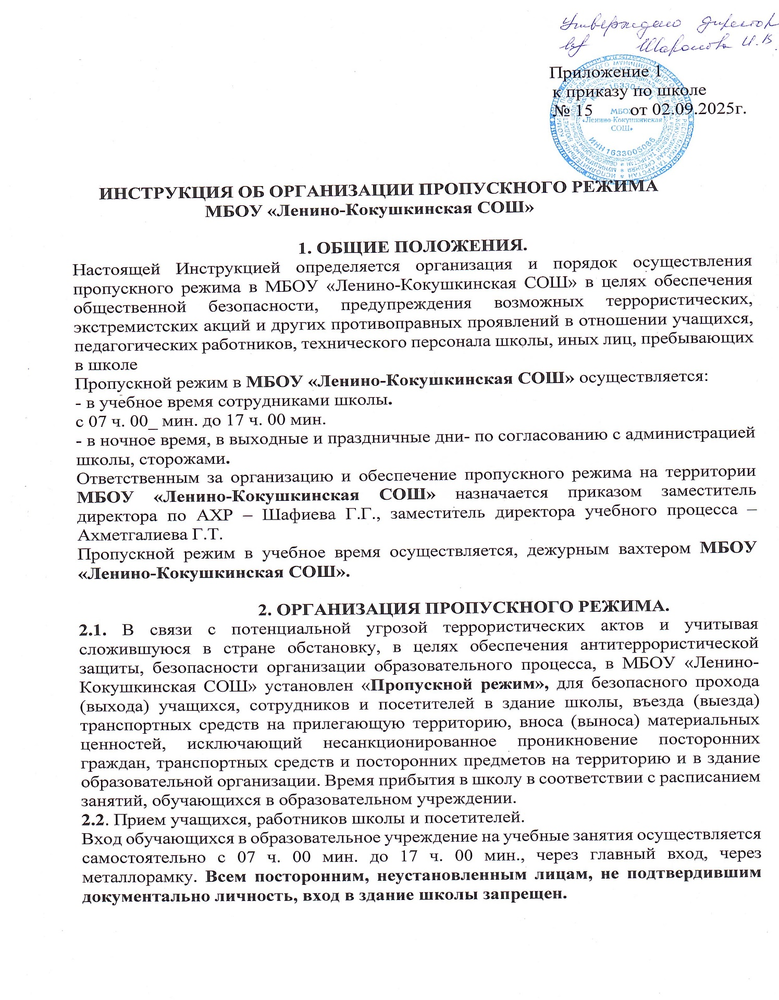 Утверждаю директор
Шаронова И.В.
Приложение 1
к приказу по школе
№ 15 от 02.09.2025г.
МБОУ
«Ленино-Кокушкинская
СОШ»
ИНН 1633005086
ИНСТРУКЦИЯ ОБ ОРГАНИЗАЦИИ ПРОПУСКНОГО РЕЖИМА
МБОУ «Ленино-Кокушкинская СОШ»
1. ОБЩИЕ ПОЛОЖЕНИЯ.
Настоящей Инструкцией определяется организация и порядок осуществления
пропускного режима в МБОУ «Ленино-Кокушкинская СОШ» в целях обеспечения
общественной безопасности, предупреждения возможных террористических,
экстремистских акций и других противоправных проявлений в отношении учащихся,
педагогических работников, технического персонала школы, иных лиц, пребывающих
в школе
Пропускной режим в МБОУ «Ленино-Кокушкинская СОШ» осуществляется:
- в учебное время сотрудниками школы.
с 07 ч. 00_ мин. до 17 ч. 00 мин.
- в ночное время, в выходные и праздничные дни- по согласованию с администрацией
школы, сторожами.
Ответственным за организацию и обеспечение пропускного режима на территории
МБОУ «Ленино-Кокушкинская СОШ» назначается приказом заместитель
директора по АХР – Шафиева Г.Г., заместитель директора учебного процесса –
Ахметгалиева Г.Т.
Пропускной режим в учебное время осуществляется, дежурным вахтером МБОУ
«Ленино-Кокушкинская СОШ».
2. ОРГАНИЗАЦИЯ ПРОПУСКНОГО РЕЖИМА.
2.1. В связи с потенциальной угрозой террористических актов и учитывая
сложившуюся в стране обстановку, в целях обеспечения антитеррористической
защиты, безопасности организации образовательного процесса, в МБОУ «Ленино-
Кокушкинская СОШ» установлен «Пропускной режим», для безопасного прохода
(выхода) учащихся, сотрудников и посетителей в здание школы, въезда (выезда)
транспортных средств на прилегающую территорию, вноса (выноса) материальных
ценностей, исключающий несанкционированное проникновение посторонних
граждан, транспортных средств и посторонних предметов на территорию и в здание
образовательной организации. Время прибытия в школу в соответствии с расписанием
занятий, обучающихся в образовательном учреждении.
2.2. Прием учащихся, работников школы и посетителей.
Вход обучающихся в образовательное учреждение на учебные занятия осуществляется
самостоятельно с 07 ч. 00 мин. до 17 ч. 00 мин., через главный вход, через
металлорамку. Всем посторонним, неустановленным лицам, не подтвердившим
документально личность, вход в здание школы запрещен.